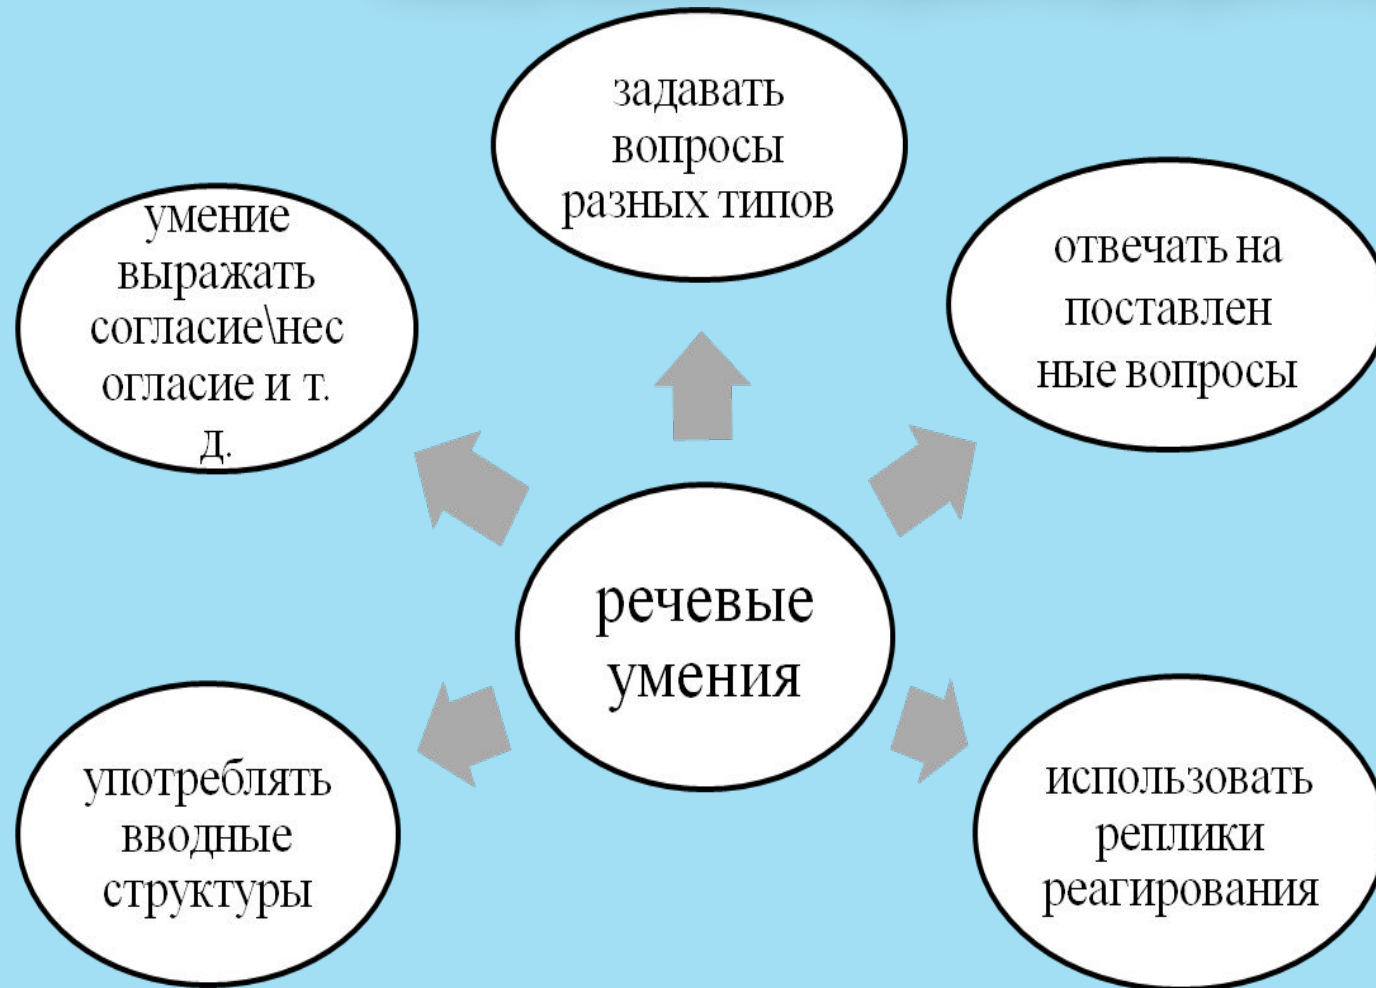 задавать
вопросы
разных типов
умение
выражать
согласие\нес
огласие и т.
д.
отвечать на
поставлен
ные вопросы
речевые
умения
употреблять
вводные
структуры
использовать
реплики
реагирования